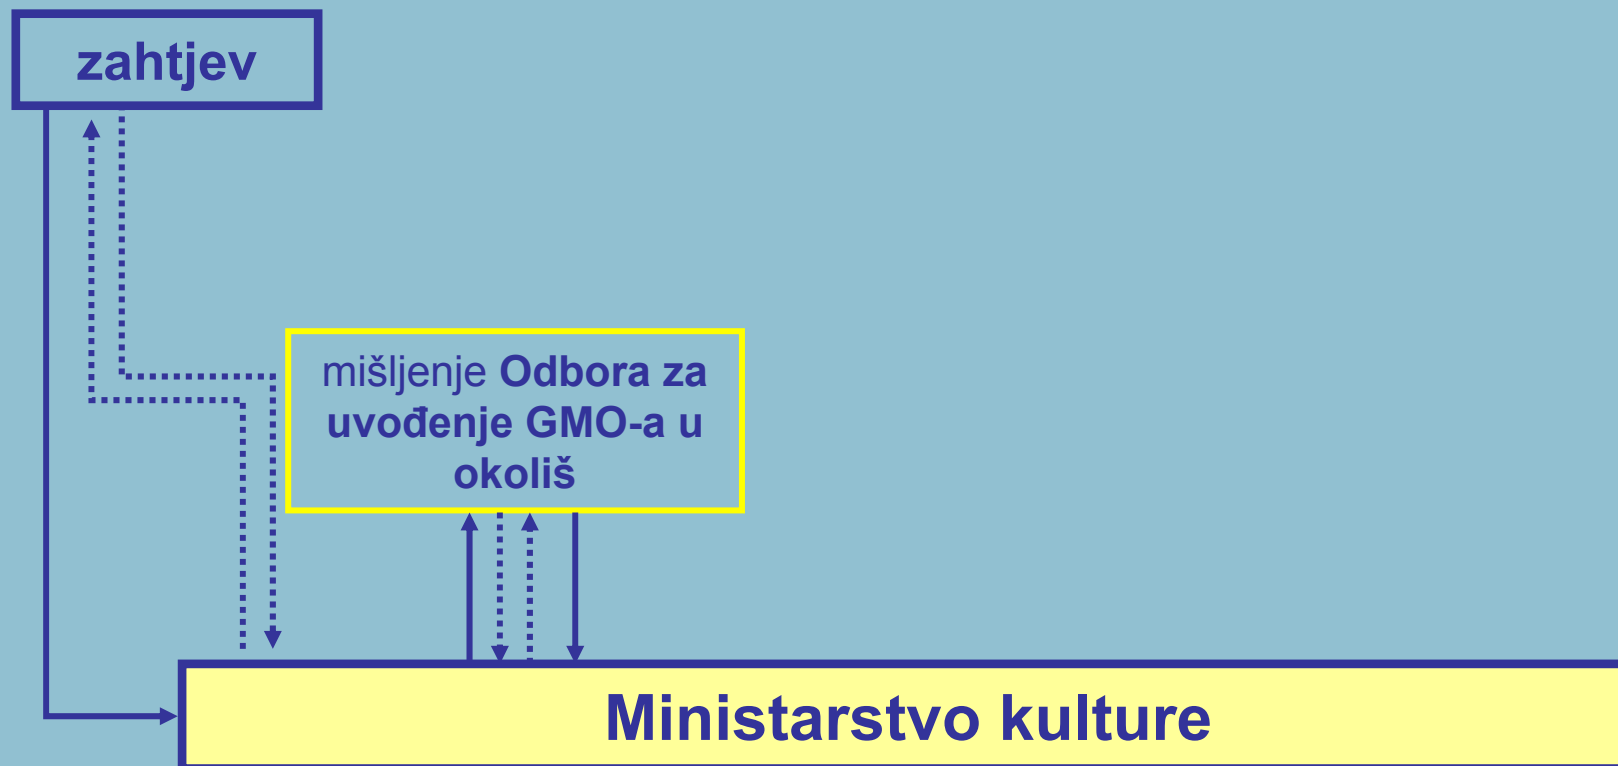 zahtjev
mišljenje Odbora za
uvođenje GMO-a u
okoliš
Ministarstvo kulture